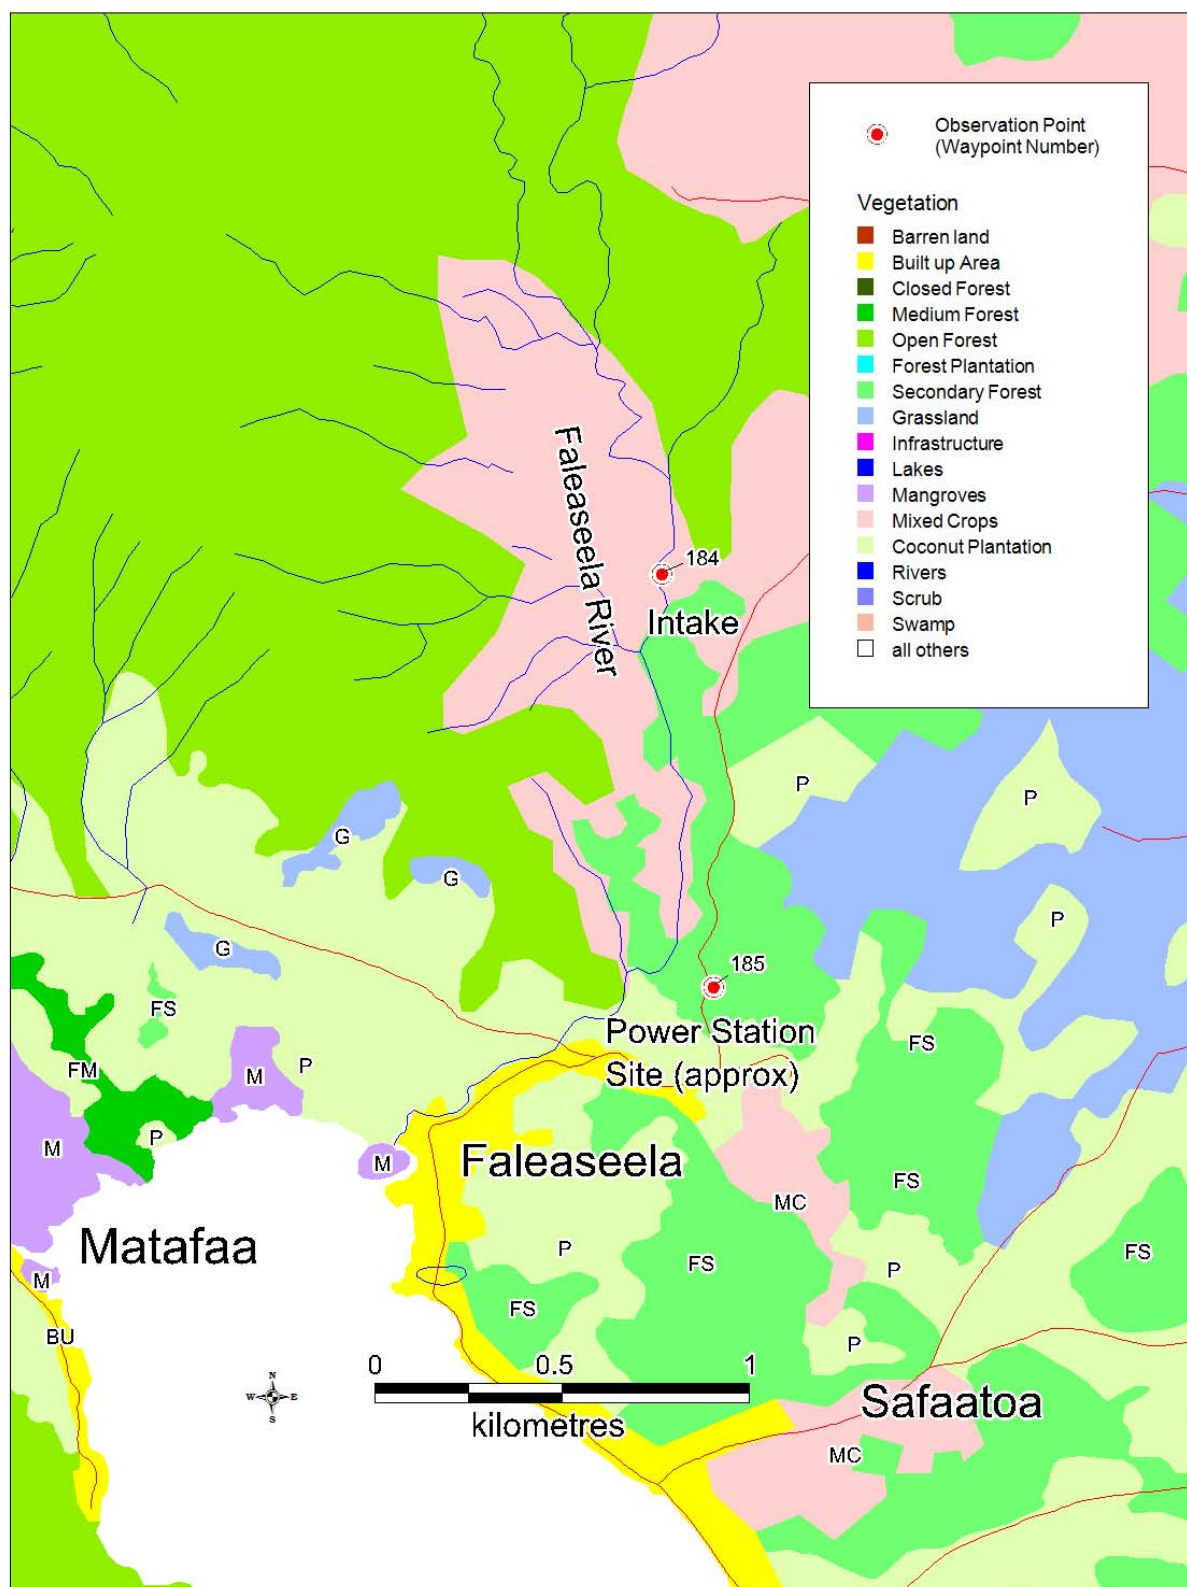 Observation Point
(Waypoint Number)
Vegetation
Barren land
Built up Area
Closed Forest
Medium Forest
Open Forest
Forest Plantation
Secondary Forest
Grassland
Infrastructure
Lakes
Mangroves
Mixed Crops
Coconut Plantation
Rivers
Scrub
Swamp
all others
Faleaseela River
184
Intake
P
P
G
G
P
G
185
FS
Power Station
Site (approx)
FS
FM
M
P
M
P
M
Faleaseela
FS
MC
Matafaa
P
FS
P
FS
M
FS
BU
P
0 0.5 1
N
W E
S
kilometres
Safaatoa
MC